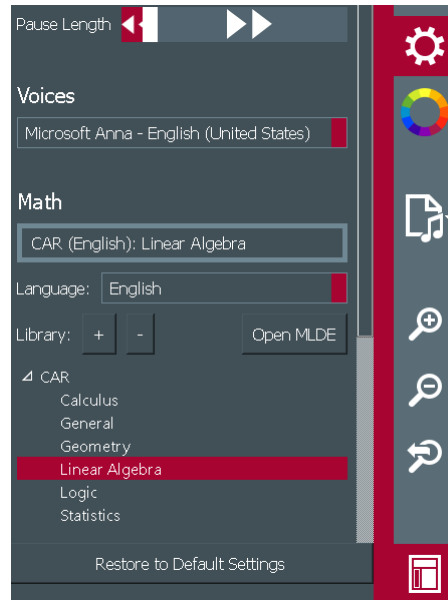 Pause Length
Voices
Microsoft Anna - English (United States)
Math
CAR (English): Linear Algebra
Language: English
Library: + - Open MLDE
CAR
Calculus
General
Geometry
Linear Algebra
Logic
Statistics
Restore to Default Settings